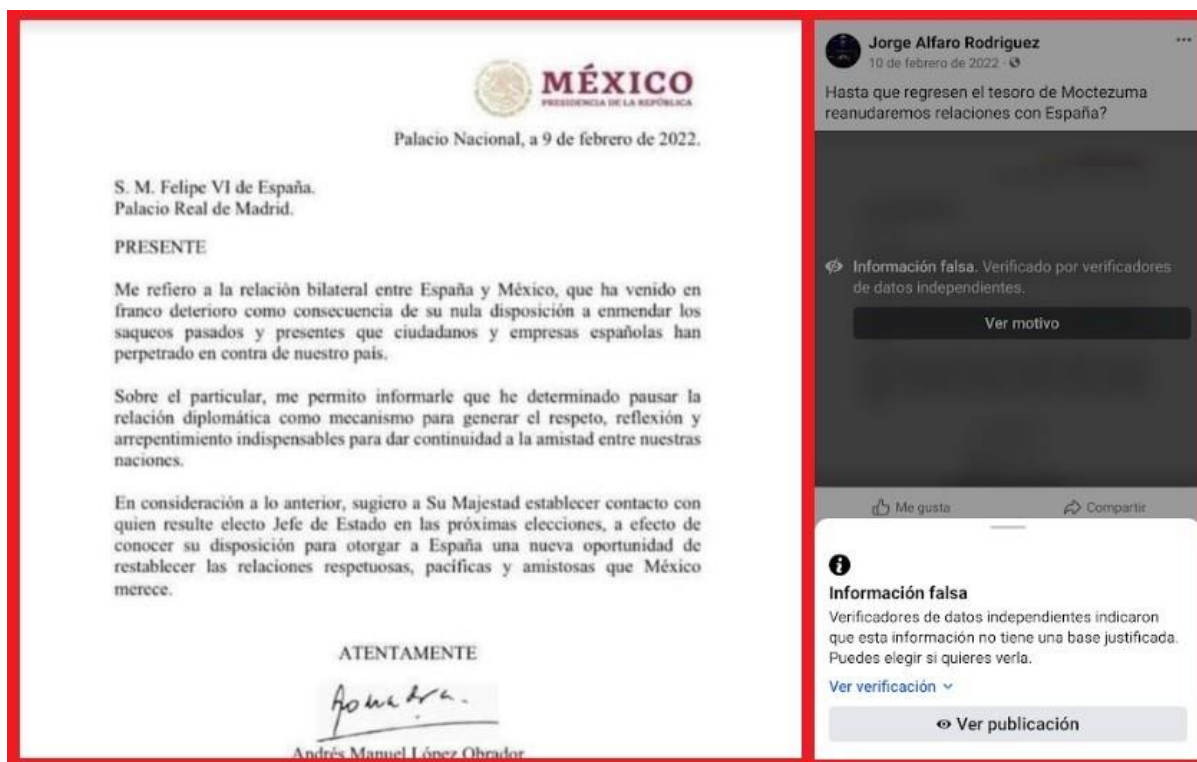 MÉXICO
PRESIDENCIA DE LA REPÚBLICA
Palacio Nacional, a 9 de febrero de 2022.
S. M. Felipe VI de España.
Palacio Real de Madrid.
PRESENTE
Me refiero a la relación bilateral entre España y México, que ha venido en
franco deterioro como consecuencia de su nula disposición a enmendar los
saqueos pasados y presentes que ciudadanos y empresas españolas han
perpetrado en contra de nuestro país.
Sobre el particular, me permito informarle que he determinado pausar la
relación diplomática como mecanismo para generar el respeto, reflexión y
arrepentimiento indispensables para dar continuidad a la amistad entre nuestras
naciones.
En consideración a lo anterior, sugiero a Su Majestad establecer contacto con
quien resulte electo Jefe de Estado en las próximas elecciones, a efecto de
conocer su disposición para otorgar a España una nueva oportunidad de
restablecer las relaciones respetuosas, pacíficas y amistosas que México
merece.
ATENTAMENTE
Andrés Manuel López Obrador
Jorge Alfaro Rodriguez
10 de febrero de 2022
Hasta que regresen el tesoro de Moctezuma
reanudaremos relaciones con España?
Información falsa. Verificado por verificadores
de datos independientes.
Ver motivo
Me gusta
Compartir
Información falsa
Verificadores de datos independientes indicaron
que esta información no tiene una base justificada.
Puedes elegir si quieres verla.
Ver verificación
Ver publicación